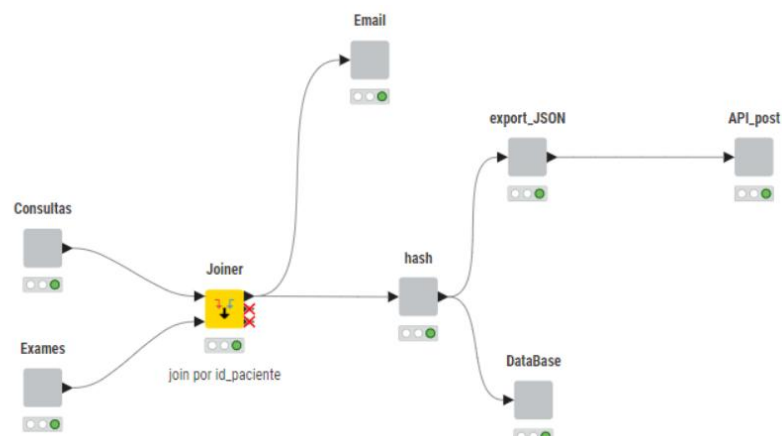 Email
export_JSON
API_post
Consultas
Joiner
hash
Exames
join por id_paciente
DataBase